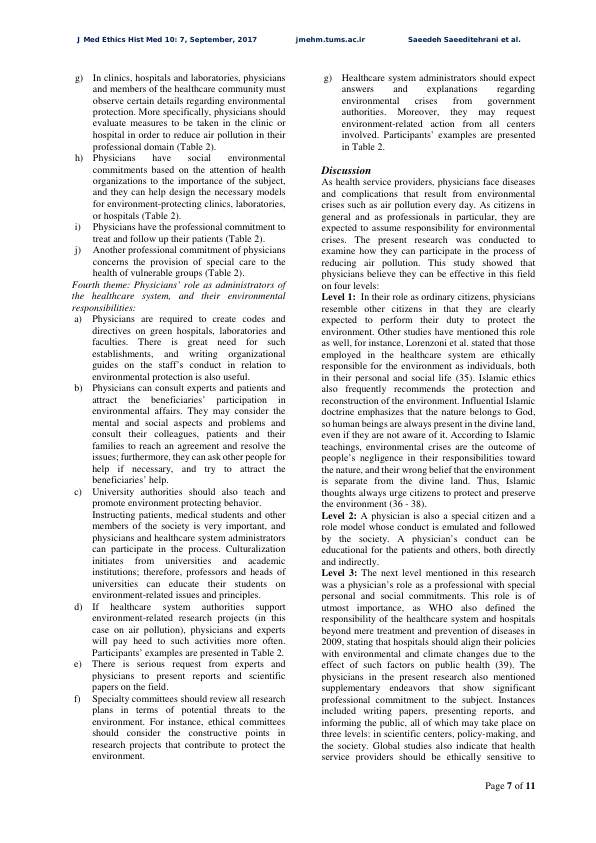 J Med Ethics Hist Med 10: 7, September, 2017 jmehm.tums.ac.ir Saeedeh Saeeditehrani et al.
g) In clinics, hospitals and laboratories, physicians
and members of the healthcare community must
observe certain details regarding environmental
protection. More specifically, physicians should
evaluate measures to be taken in the clinic or
hospital in order to reduce air pollution in their
professional domain (Table 2).
h) Physicians have social environmental
commitments based on the attention of health
organizations to the importance of the subject,
and they can help design the necessary models
for environment-protecting clinics, laboratories,
or hospitals (Table 2).
i) Physicians have the professional commitment to
treat and follow up their patients (Table 2).
j) Another professional commitment of physicians
concerns the provision of special care to the
health of vulnerable groups (Table 2).
Fourth theme: Physicians' role as administrators of
the healthcare system, and their environmental
responsibilities:
a) Physicians are required to create codes and
directives on green hospitals, laboratories and
faculties. There is great need for such
establishments, and writing organizational
guides on the staff's conduct in relation to
environmental protection is also useful.
b) Physicians can consult experts and patients and
attract the beneficiaries' participation in
environmental affairs. They may consider the
mental and social aspects and problems and
consult their colleagues, patients and their
families to reach an agreement and resolve the
issues; furthermore, they can ask other people for
help if necessary, and try to attract the
beneficiaries' help.
c) University authorities should also teach and
promote environment protecting behavior.
Instructing patients, medical students and other
members of the society is very important, and
physicians and healthcare system administrators
can participate in the process. Culturalization
initiates from universities and academic
institutions; therefore, professors and heads of
universities can educate their students on
environment-related issues and principles.
d) If healthcare system authorities support
environment-related research projects (in this
case on air pollution), physicians and experts
will pay heed to such activities more often.
Participants' examples are presented in Table 2.
e) There is serious request from experts and
physicians to present reports and scientific
papers on the field.
f) Specialty committees should review all research
plans in terms of potential threats to the
environment. For instance, ethical committees
should consider the constructive points in
research projects that contribute to protect the
environment.
g) Healthcare system administrators should expect
answers and explanations regarding
environmental crises from government
authorities. Moreover, they may request
environment-related action from all centers
involved. Participants' examples are presented
in Table 2.
Discussion
As health service providers, physicians face diseases
and complications that result from environmental
crises such as air pollution every day. As citizens in
general and as professionals in particular, they are
expected to assume responsibility for environmental
crises. The present research was conducted to
examine how they can participate in the process of
reducing air pollution. This study showed that
physicians believe they can be effective in this field
on four levels:
Level 1: In their role as ordinary citizens, physicians
resemble other citizens in that they are clearly
expected to perform their duty to protect the
environment. Other studies have mentioned this role
as well, for instance, Lorenzoni et al. stated that those
employed in the healthcare system are ethically
responsible for the environment as individuals, both
in their personal and social life (35). Islamic ethics
also frequently recommends the protection and
reconstruction of the environment. Influential Islamic
doctrine emphasizes that the nature belongs to God,
so human beings are always present in the divine land,
even if they are not aware of it. According to Islamic
teachings, environmental crises are the outcome of
people's negligence in their responsibilities toward
the nature, and their wrong belief that the environment
is separate from the divine land. Thus, Islamic
thoughts always urge citizens to protect and preserve
the environment (36 - 38).
Level 2: A physician is also a special citizen and a
role model whose conduct is emulated and followed
by the society. A physician's conduct can be
educational for the patients and others, both directly
and indirectly.
Level 3: The next level mentioned in this research
was a physician's role as a professional with special
personal and social commitments. This role is of
utmost importance, as WHO also defined the
responsibility of the healthcare system and hospitals
beyond mere treatment and prevention of diseases in
2009, stating that hospitals should align their policies
with environmental and climate changes due to the
effect of such factors on public health (39). The
physicians in the present research also mentioned
supplementary endeavors that show significant
professional commitment to the subject. Instances
included writing papers, presenting reports, and
informing the public, all of which may take place on
three levels: in scientific centers, policy-making, and
the society. Global studies also indicate that health
service providers should be ethically sensitive to
Page 7 of 11